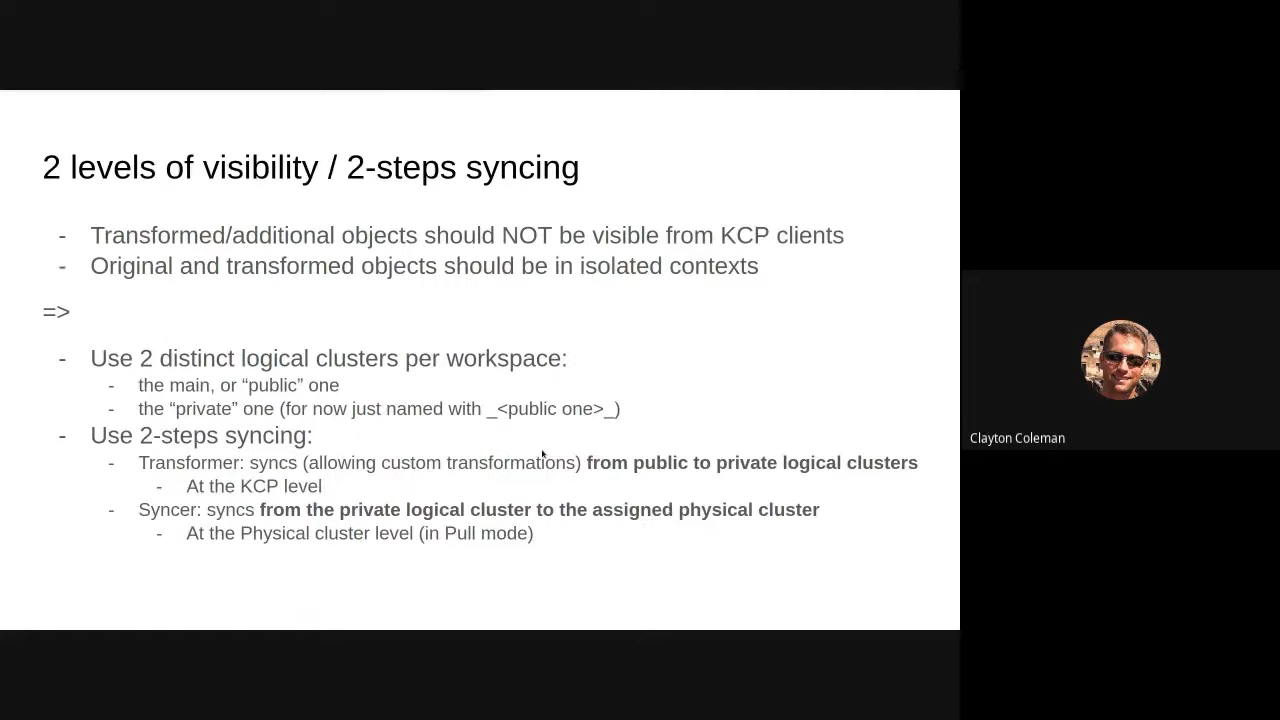 2 levels of visibility / 2-steps syncing
- Transformed/additional objects should NOT be visible from KCP clients
- Original and transformed objects should be in isolated contexts
=>
- Use 2 distinct logical clusters per workspace:
- the main, or “public” one
- the “private” one (for now just named with _<public one>_)
- Use 2-steps syncing:
- Transformer: syncs (allowing custom transformations) from public to private logical clusters
- At the KCP level
- Syncer: syncs from the private logical cluster to the assigned physical cluster
- At the Physical cluster level (in Pull mode)
Clayton Coleman